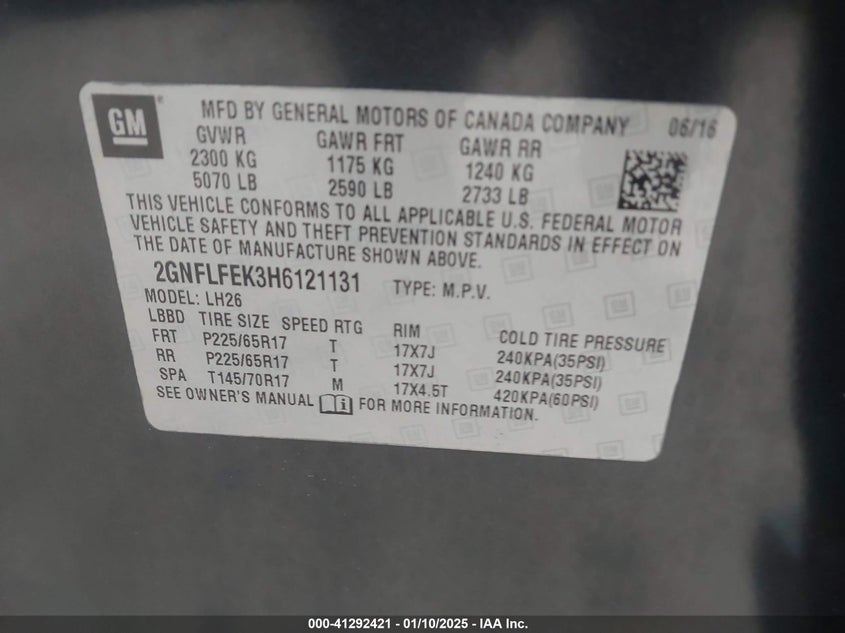 GM
MFD BY GENERAL MOTORS OF CANADA COMPANY 06/16
GVWR GAWR FRT GAWR RR
2300 KG 1175 KG 1240 KG
5070 LB 2590 LB 2733 LB
THIS VEHICLE CONFORMS TO ALL APPLICABLE U.S. FEDERAL MOTOR
VEHICLE SAFETY AND THEFT PREVENTION STANDARDS IN EFFECT ON
THE DATE OF MANUFACTURE SHOWN ABOVE.
2GNFLFEK3H6121131 TYPE: M.P.V.
MODEL: LH26
LBBD TIRE SIZE SPEED RTG RIM COLD TIRE PRESSURE
FRT P225/65R17 T 17X7J 240KPA(35PSI)
RR P225/65R17 T 17X7J 240KPA(35PSI)
SPA T145/70R17 M 17X4.5T 420KPA(60PSI)
SEE OWNER'S MANUAL FOR MORE INFORMATION.
000-41292421 - 01/10/2025 - IAA Inc.